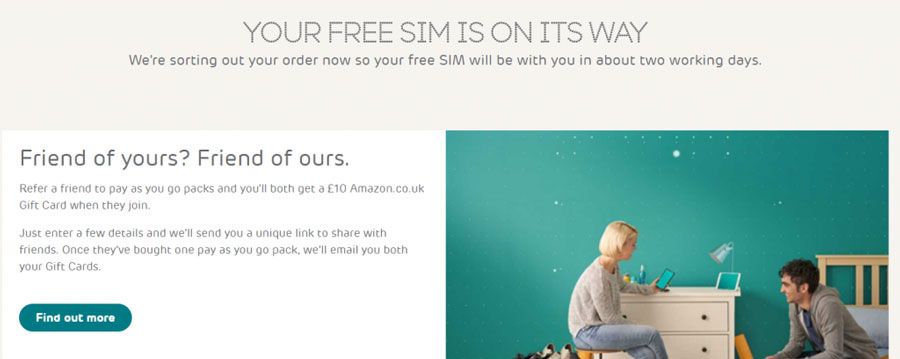 YOUR FREE SIM IS ON ITS WAY
We're sorting out your order now so your free SIM will be with you in about two working days.
Friend of yours? Friend of ours.
Refer a friend to pay as you go packs and you'll both get a £10 Amazon.co.uk
Gift Card when they join.
Just enter a few details and we'll send you a unique link to share with
friends. Once they've bought one pay as you go pack, we'll email you both
your Gift Cards.
Find out more